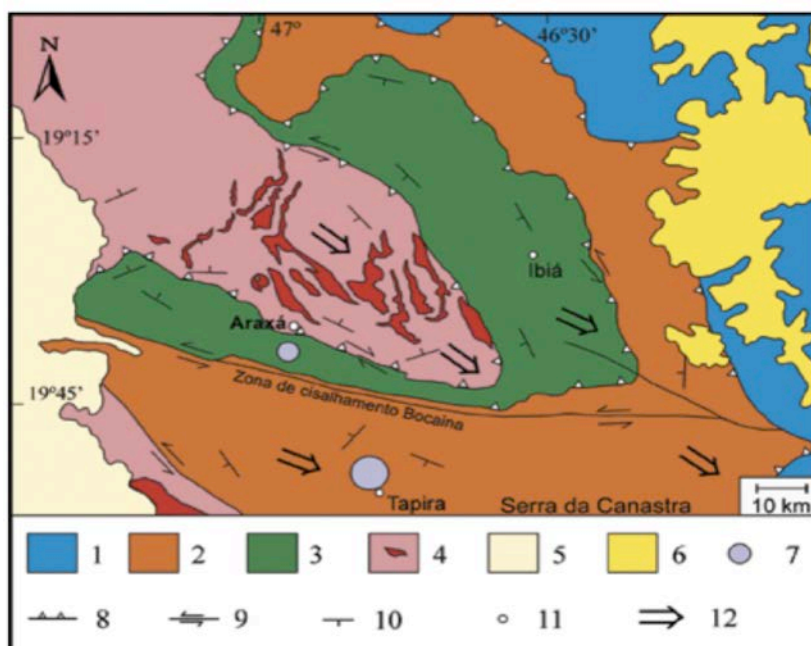 47° 46°30'
N
19°15'
Ibiá
Araxá
19°45'
Zona de cisalhamento Bocaina
Tapira
Serra da Canastra
10 km
1 2 3 4 5 6 7
8 9 10 11 12